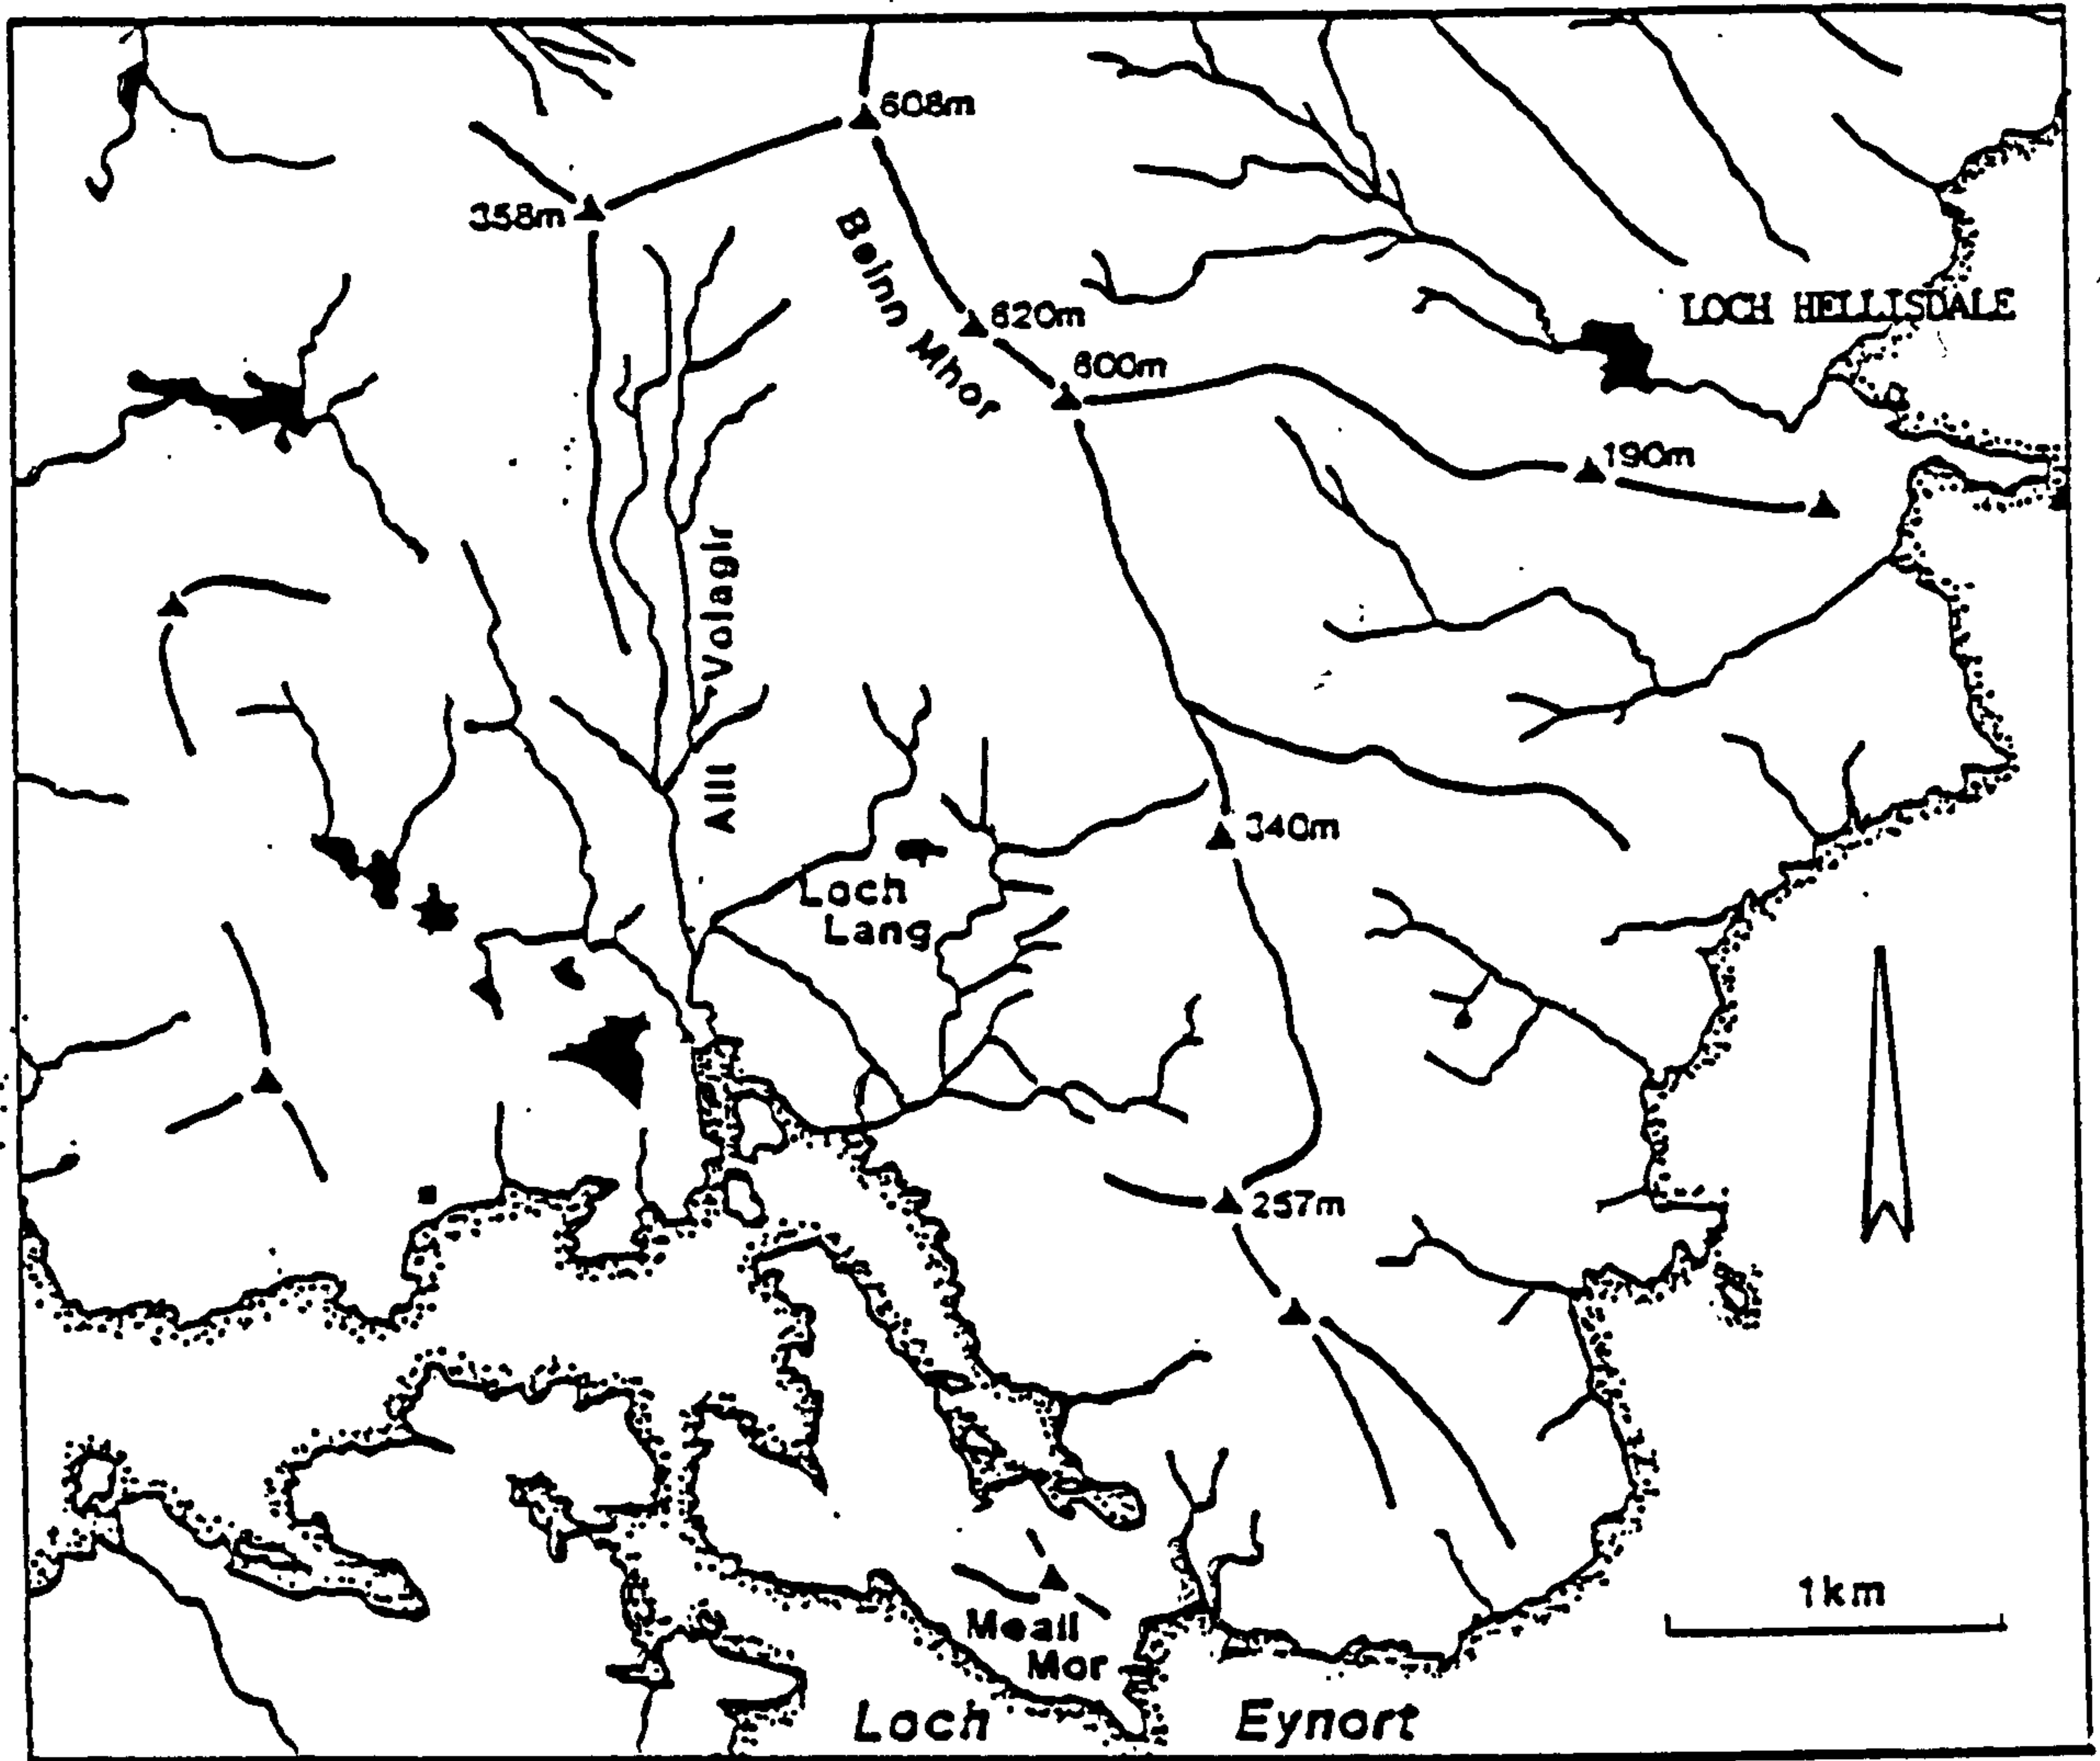 608m
358m
Beinn Mhor
620m
LOCH HELLISDALE
600m
190m
Allt Volagir
340m
Loch
Lang
257m
1km
Meall
Mor
Loch Eynort